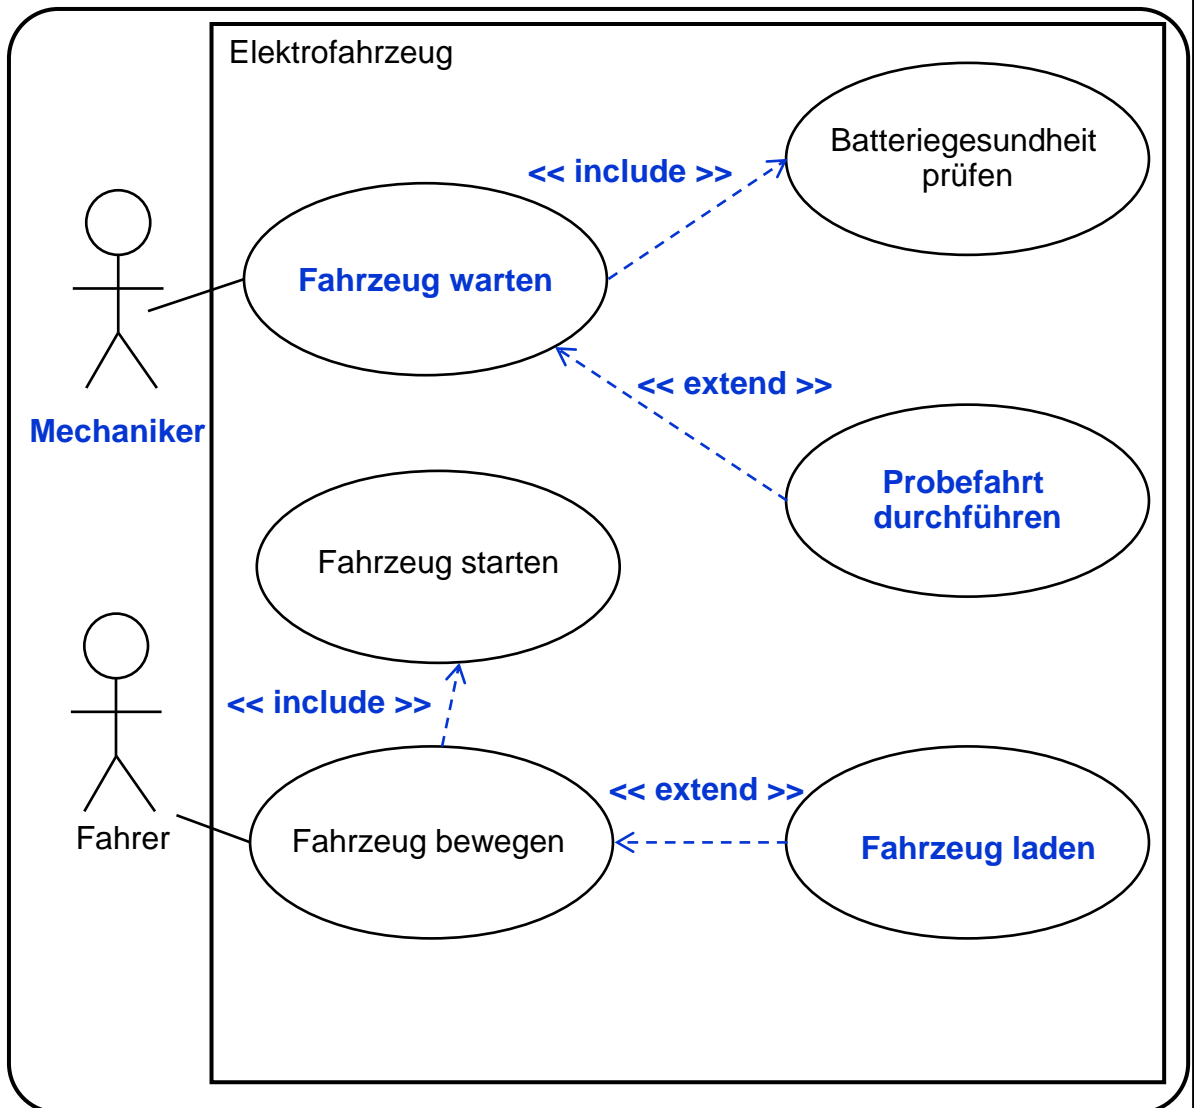 Elektrofahrzeug
Batteriegesundheit
prüfen
<< include >>
Fahrzeug warten
<< extend >>
Mechaniker
Probefahrt
durchführen
Fahrzeug starten
<< include >>
<< extend >>
Fahrer
Fahrzeug bewegen
Fahrzeug laden